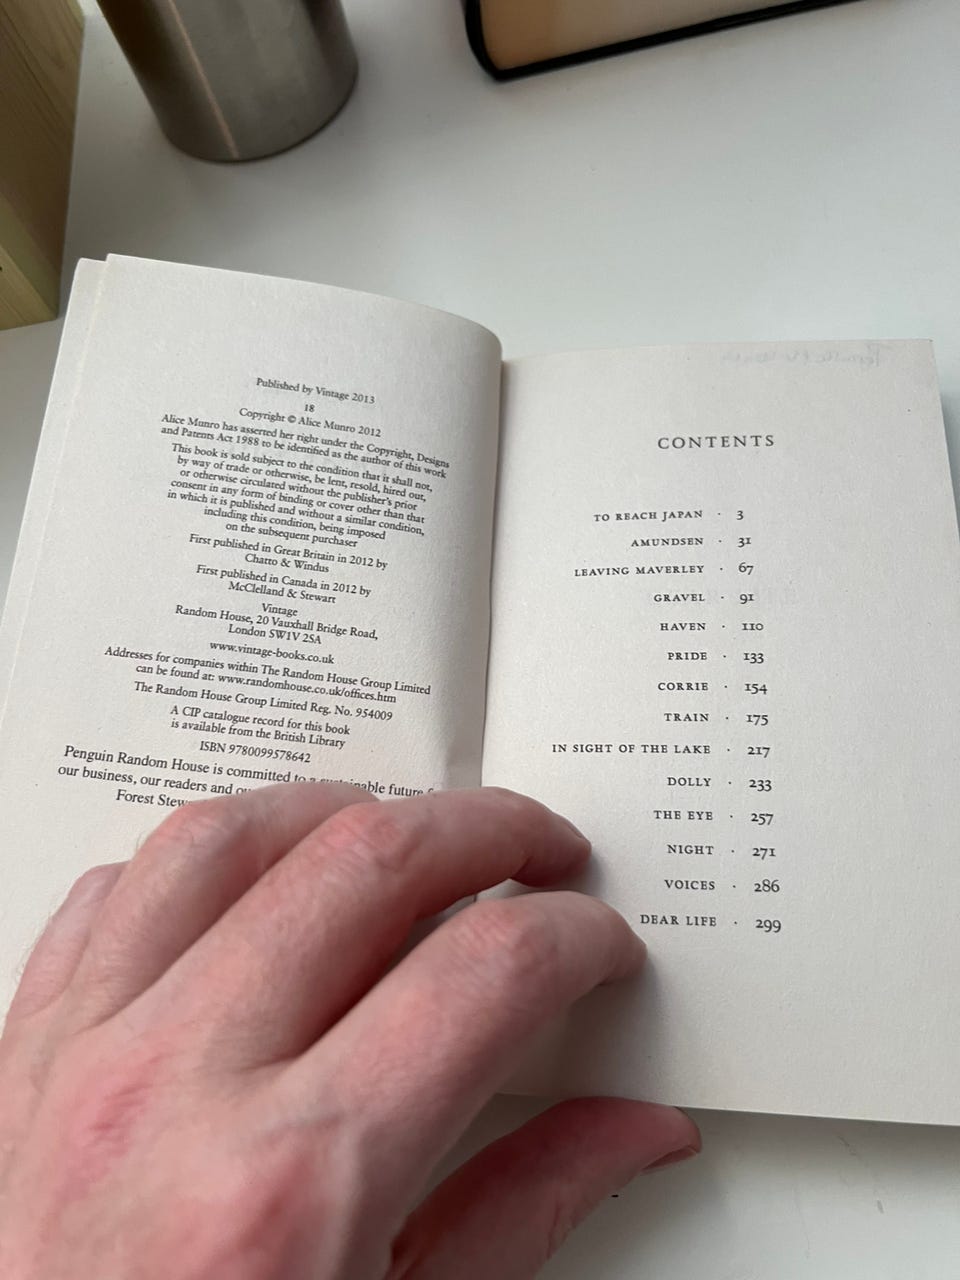 Published by Vintage 2013
18
Copyright © Alice Munro 2012
Alice Munro has asserted her right under the Copyright, Designs
and Patents Act 1988 to be identified as the author of this work
This book is sold subject to the condition that it shall not,
by way of trade or otherwise, be lent, resold, hired out,
or otherwise circulated without the publisher's prior
consent in any form of binding or cover other than that
in which it is published and without a similar condition,
including this condition, being imposed
on the subsequent purchaser
First published in Great Britain in 2012 by
Chatto & Windus
First published in Canada in 2012 by
McClelland & Stewart
Vintage
Random House, 20 Vauxhall Bridge Road,
London SW1V 2SA
www.vintage-books.co.uk
Addresses for companies within The Random House Group Limited
can be found at: www.randomhouse.co.uk/offices.htm
The Random House Group Limited Reg. No. 954009
A CIP catalogue record for this book
is available from the British Library
ISBN 9780099578642
Penguin Random House is committed to a sustainable future
our business, our readers and
Forest
CONTENTS
TO REACH JAPAN · 3
AMUNDSEN · 31
LEAVING MAVERLEY · 67
GRAVEL · 91
HAVEN · 110
PRIDE · 133
CORRIE · 154
TRAIN · 175
IN SIGHT OF THE LAKE · 217
DOLLY · 233
THE EYE · 257
NIGHT · 271
VOICES · 286
DEAR LIFE · 299